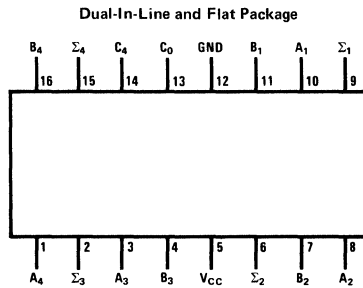 Dual-In-Line and Flat Package
B₄ Σ₄ C₄ C₀ GND B₁ A₁ Σ₁
16 15 14 13 12 11 10 9
1 2 3 4 5 6 7 8
A₄ Σ₃ A₃ B₃ V_CC Σ₂ B₂ A₂